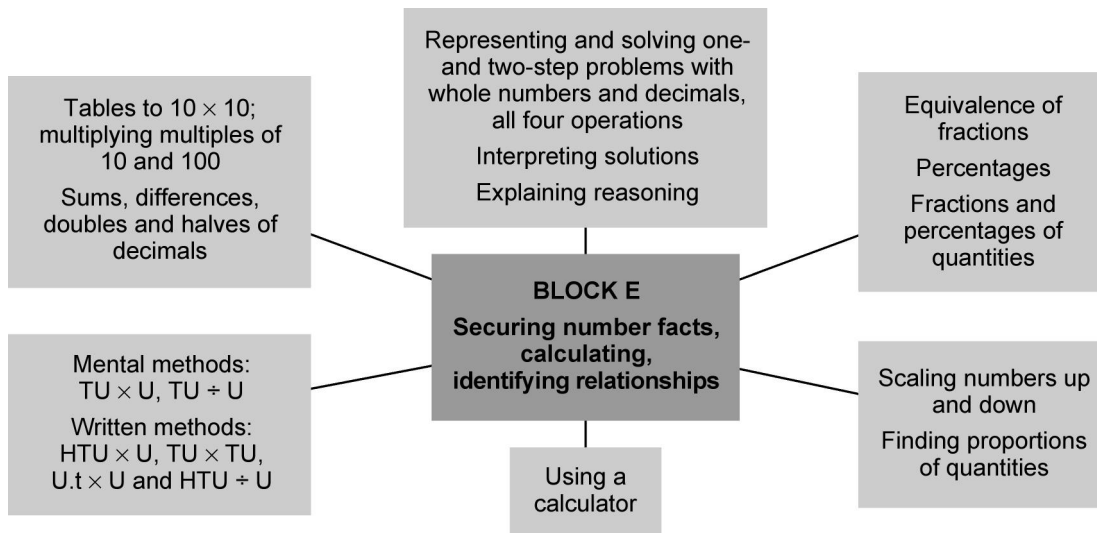 Representing and solving one-
and two-step problems with
whole numbers and decimals,
all four operations
Interpreting solutions
Explaining reasoning
Tables to 10 × 10;
multiplying multiples of
10 and 100
Sums, differences,
doubles and halves of
decimals
Equivalence of
fractions
Percentages
Fractions and
percentages of
quantities
BLOCK E
Securing number facts,
calculating,
identifying relationships
Mental methods:
TU × U, TU ÷ U
Written methods:
HTU × U, TU × TU,
U.t × U and HTU ÷ U
Scaling numbers up
and down
Finding proportions
of quantities
Using a
calculator